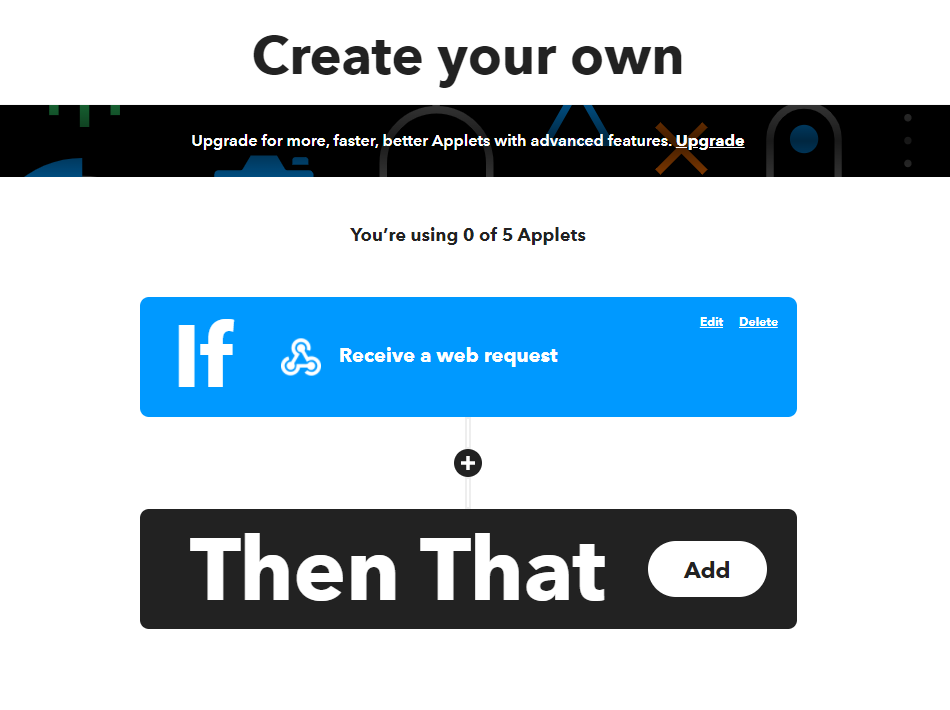 Create your own
Upgrade for more, faster, better Applets with advanced features. Upgrade
You’re using 0 of 5 Applets
If
Receive a web request
Edit
Delete
Then That
Add